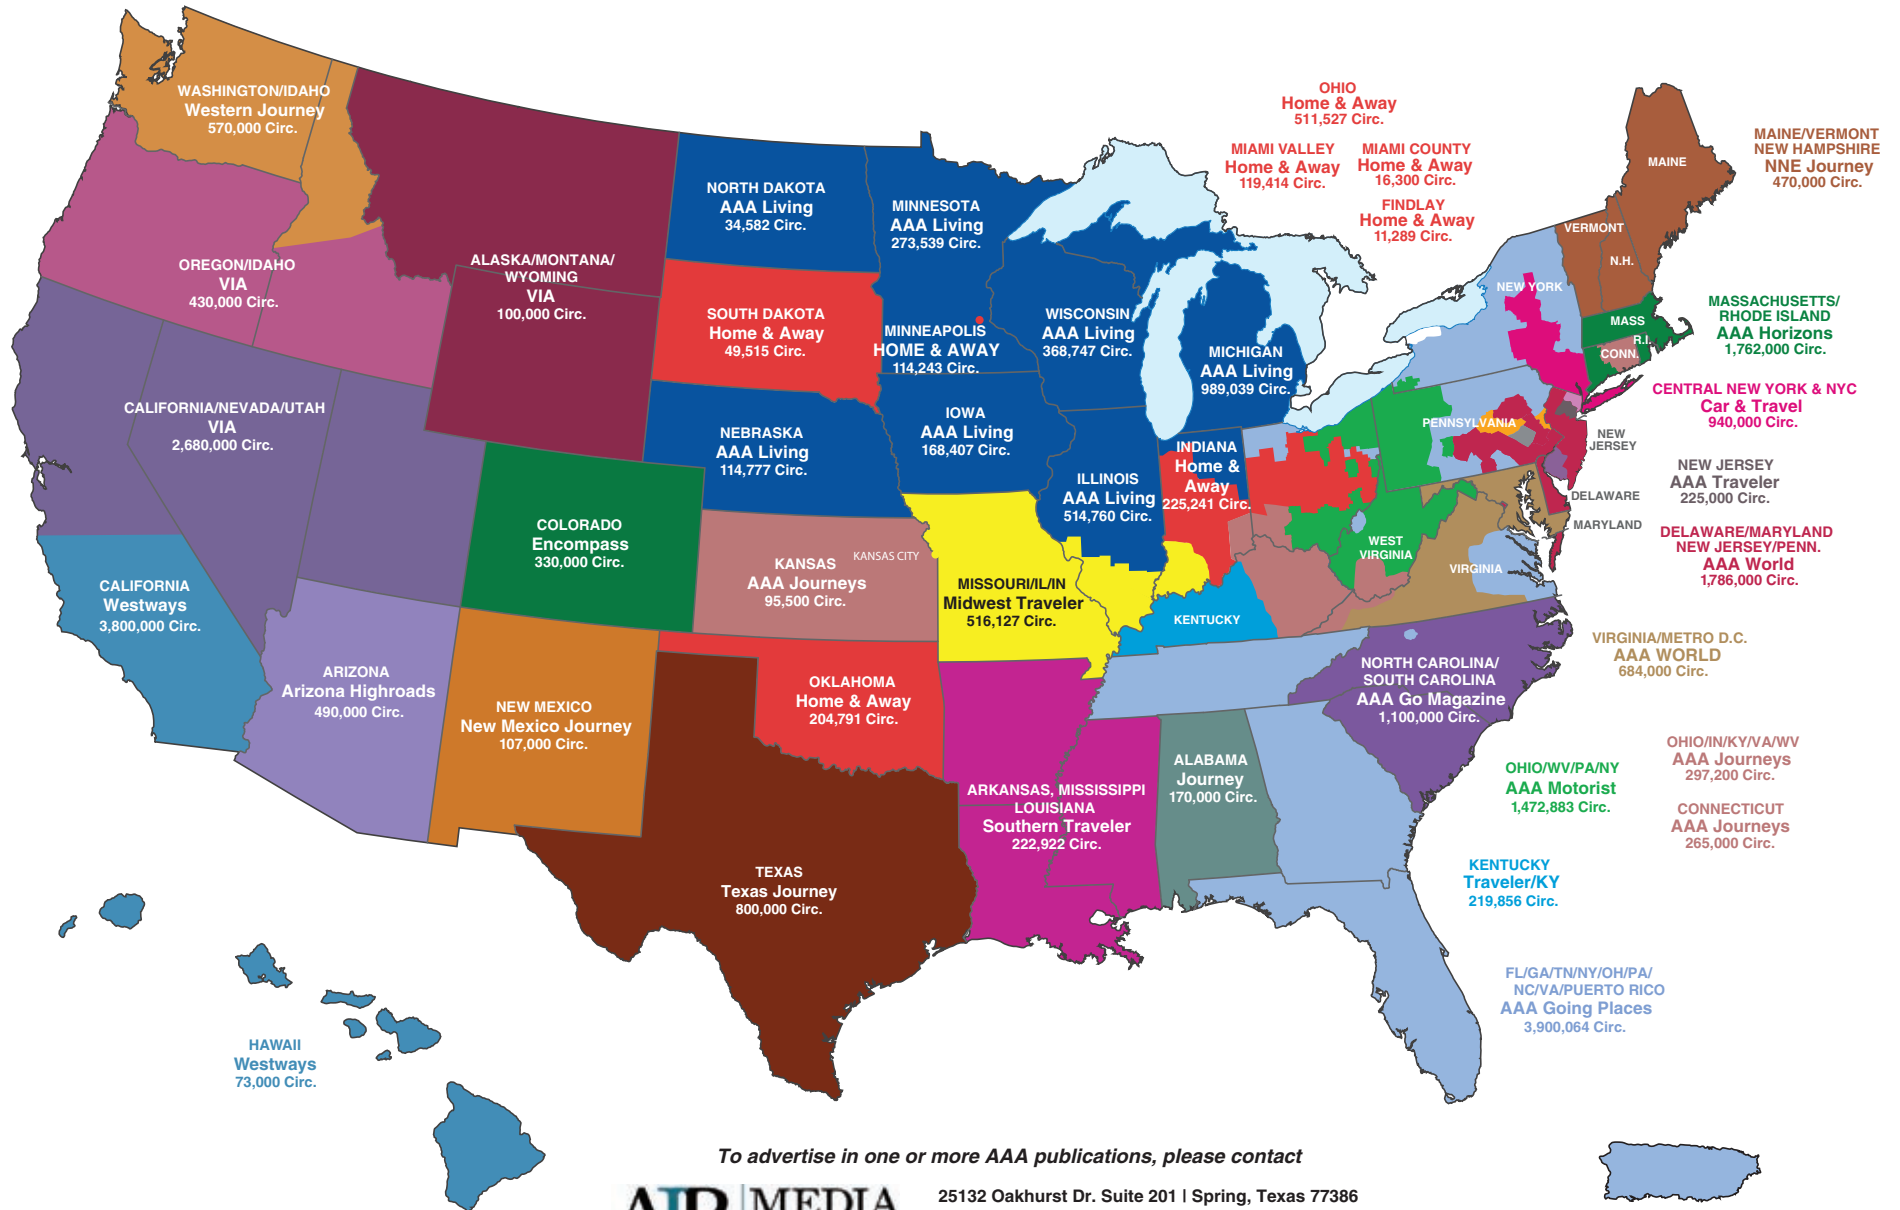 WASHINGTON/IDAHO
Western Journey
570,000 Circ.
OREGON/IDAHO
VIA
430,000 Circ.
ALASKA/MONTANA/
WYOMING
VIA
100,000 Circ.
CALIFORNIA/NEVADA/UTAH
VIA
2,680,000 Circ.
CALIFORNIA
Westways
3,800,000 Circ.
ARIZONA
Arizona Highroads
490,000 Circ.
COLORADO
Encompass
330,000 Circ.
NEW MEXICO
New Mexico Journey
107,000 Circ.
NORTH DAKOTA
AAA Living
34,582 Circ.
SOUTH DAKOTA
Home & Away
49,515 Circ.
NEBRASKA
AAA Living
114,777 Circ.
KANSAS
AAA Journeys
95,500 Circ.
KANSAS CITY
OKLAHOMA
Home & Away
204,791 Circ.
TEXAS
Texas Journey
800,000 Circ.
MINNESOTA
AAA Living
273,539 Circ.
MINNEAPOLIS
HOME & AWAY
114,243 Circ.
IOWA
AAA Living
168,407 Circ.
WISCONSIN
AAA Living
368,747 Circ.
MICHIGAN
AAA Living
989,039 Circ.
ILLINOIS
AAA Living
514,760 Circ.
INDIANA
Home &
Away
225,241 Circ.
MISSOURI/IL/IN
Midwest Traveler
516,127 Circ.
KENTUCKY
ARKANSAS, MISSISSIPPI
LOUISIANA
Southern Traveler
222,922 Circ.
ALABAMA
Journey
170,000 Circ.
NORTH CAROLINA/
SOUTH CAROLINA
AAA Go Magazine
1,100,000 Circ.
WEST
VIRGINIA
VIRGINIA
PENNSYLVANIA
NEW YORK
VERMONT
N.H.
MAINE
MASS
R.I.
CONN.
NEW
JERSEY
DELAWARE
MARYLAND
OHIO
Home & Away
511,527 Circ.
MIAMI VALLEY
Home & Away
119,414 Circ.
MIAMI COUNTY
Home & Away
16,300 Circ.
FINDLAY
Home & Away
11,289 Circ.
MAINE/VERMONT
NEW HAMPSHIRE
NNE Journey
470,000 Circ.
MASSACHUSETTS/
RHODE ISLAND
AAA Horizons
1,762,000 Circ.
CENTRAL NEW YORK & NYC
Car & Travel
940,000 Circ.
NEW JERSEY
AAA Traveler
225,000 Circ.
DELAWARE/MARYLAND
NEW JERSEY/PENN.
AAA World
1,786,000 Circ.
VIRGINIA/METRO D.C.
AAA WORLD
684,000 Circ.
OHIO/IN/KY/VA/WV
AAA Journeys
297,200 Circ.
OHIO/WV/PA/NY
AAA Motorist
1,472,883 Circ.
CONNECTICUT
AAA Journeys
265,000 Circ.
KENTUCKY
Traveler/KY
219,856 Circ.
FL/GA/TN/NY/OH/PA/
NC/VA/PUERTO RICO
AAA Going Places
3,900,064 Circ.
HAWAII
Westways
73,000 Circ.
To advertise in one or more AAA publications, please contact
MEDIA
25132 Oakhurst Dr. Suite 201 | Spring, Texas 77386